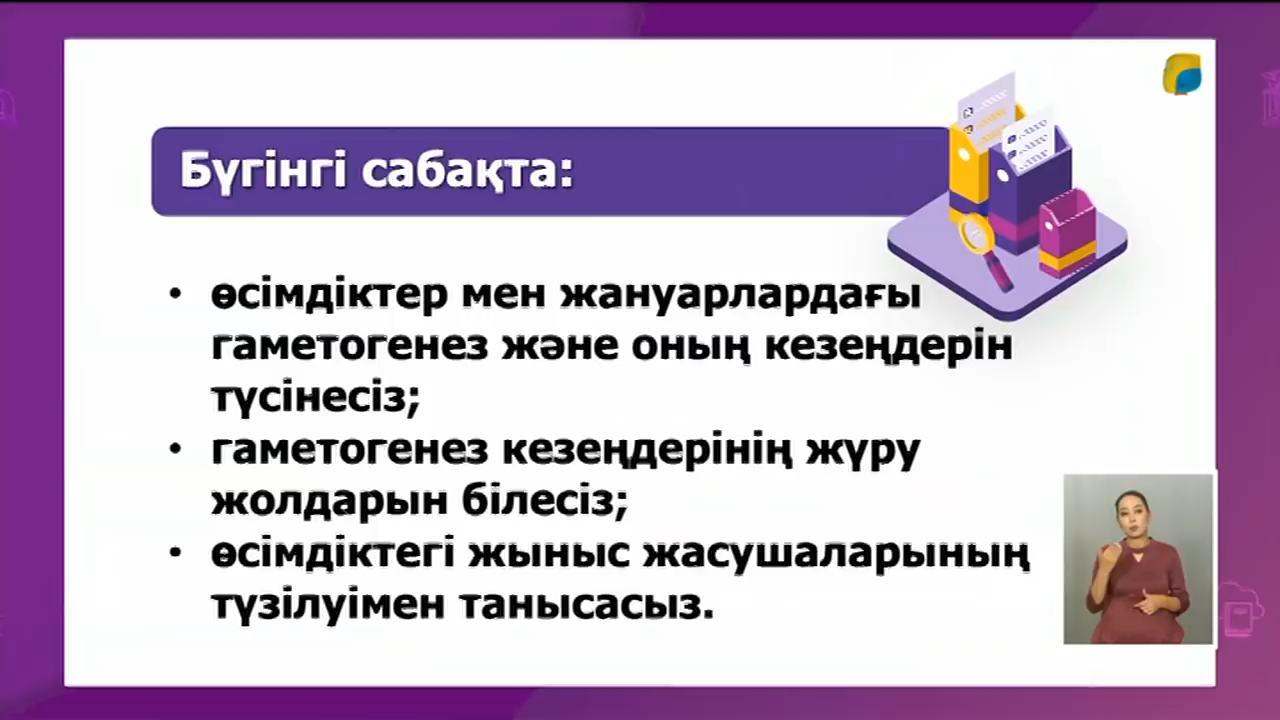 Бүгінгі сабақта:
• өсімдіктер мен жануарлардағы
гаметогенез және оның кезеңдерін
түсінесіз;
• гаметогенез кезеңдерінің жүру
жолдарын білесіз;
• өсімдіктегі жыныс жасушаларының
түзілуімен танысасыз.